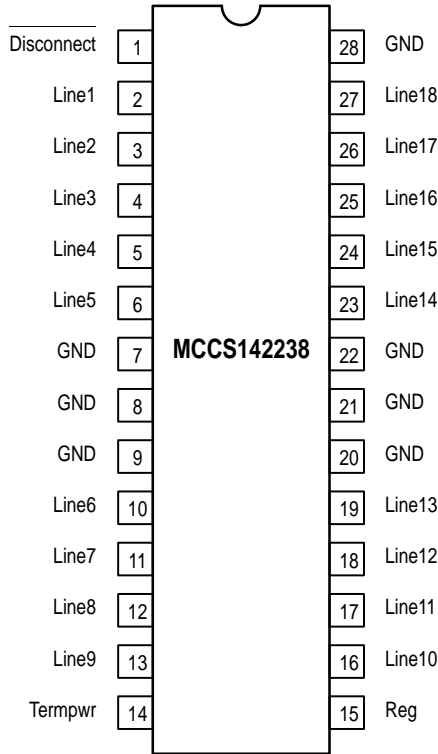 Disconnect 1 28 GND
Line1 2 27 Line18
Line2 3 26 Line17
Line3 4 25 Line16
Line4 5 24 Line15
Line5 6 23 Line14
GND 7 MCCS142238 22 GND
GND 8 21 GND
GND 9 20 GND
Line6 10 19 Line13
Line7 11 18 Line12
Line8 12 17 Line11
Line9 13 16 Line10
Termpwr 14 15 Reg